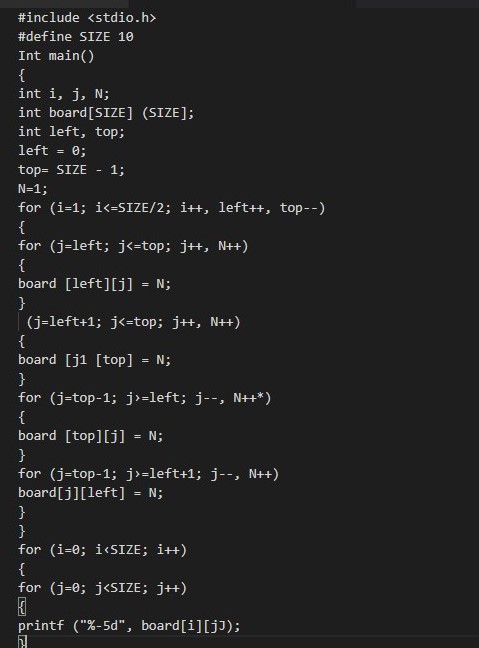 #include <stdio.h>
#define SIZE 10
Int main()
{
int i, j, N;
int board[SIZE] (SIZE];
int left, top;
left = 0;
top= SIZE - 1;
N=1;
for (i=1; i<=SIZE/2; i++, left++, top--)
{
for (j=left; j<=top; j++, N++)
{
board [left][j] = N;
}
(j=left+1; j<=top; j++, N++)
{
board [j1 [top] = N;
}
for (j=top-1; j›=left; j--, N++*)
{
board [top][j] = N;
}
for (j=top-1; j›=left+1; j--, N++)
board[j][left] = N;
}
}
for (i=0; i‹SIZE; i++)
{
for (j=0; j<SIZE; j++)
{
printf ("%-5d", board[i][jJ);
}